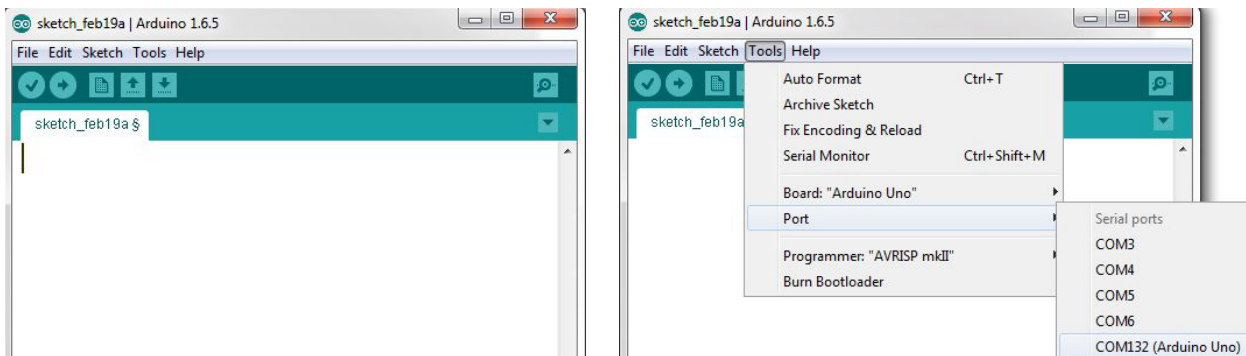 sketch_feb19a | Arduino 1.6.5
File Edit Sketch Tools Help
sketch_feb19a §
sketch_feb19a | Arduino 1.6.5
File Edit Sketch Tools Help
Auto Format Ctrl+T
Archive Sketch
sketch_feb19a
Fix Encoding & Reload
Serial Monitor Ctrl+Shift+M
Board: "Arduino Uno"
Port
Programmer: "AVRISP mkII"
Burn Bootloader
Serial ports
COM3
COM4
COM5
COM6
COM132 (Arduino Uno)